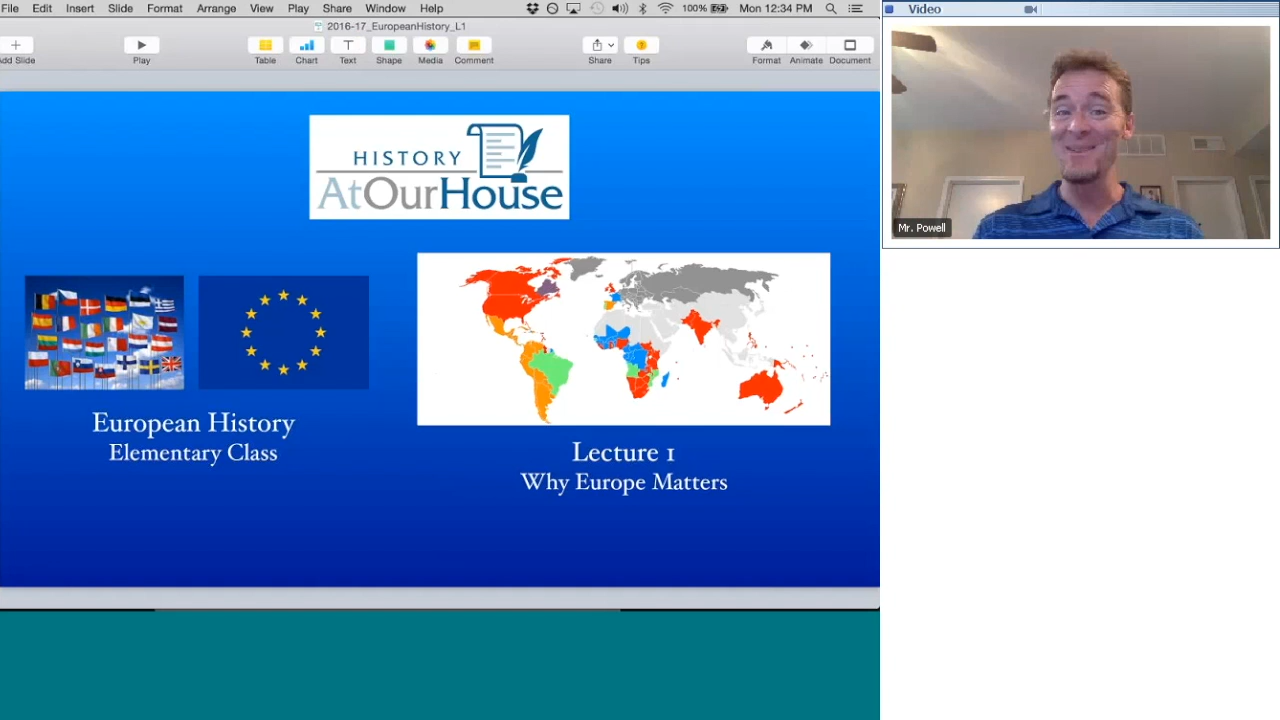 File Edit Insert Slide Format Arrange View Play Share Window Help 100% Mon 12:34 PM
2016-17_EuropeanHistory_L1
Add Slide Play Table Chart Text Shape Media Comment Share Tips Format Animate Document
HISTORY
AtOurHouse
European History
Elementary Class
Lecture 1
Why Europe Matters
Video
Mr. Powell